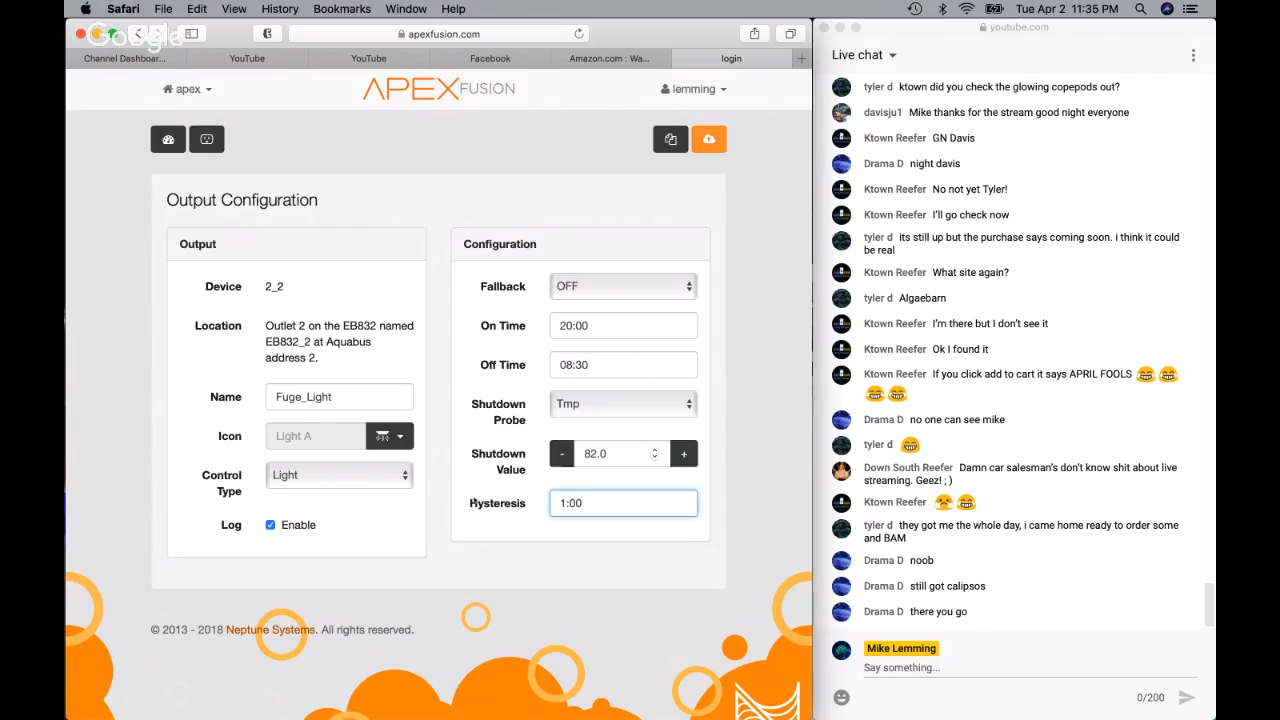 Safari File Edit View History Bookmarks Window Help
Tue Apr 2 11:35 PM
Google
apexfusion.com
youtube.com
Channel Dashboar...
YouTube
YouTube
Facebook
Amazon.com : Wa...
login
+
apex
APEX FUSION
lemming
Output Configuration
Output
Device 2_2
Location Outlet 2 on the EB832 named
EB832_2 at Aquabus
address 2.
Name Fuge_Light
Icon Light A
Control
Type
Light
Log Enable
Configuration
Fallback OFF
On Time 20:00
Off Time 08:30
Shutdown
Probe
Tmp
Shutdown
Value
- 82.0 +
Hysteresis 1:00
© 2013 - 2018 Neptune Systems. All rights reserved.
Live chat
tyler d ktown did you check the glowing copepods out?
davisju1 Mike thanks for the stream good night everyone
Ktown Reefer GN Davis
Drama D night davis
Ktown Reefer No not yet Tyler!
Ktown Reefer I'll go check now
tyler d its still up but the purchase says coming soon. i think it could
be real
Ktown Reefer What site again?
tyler d Algaebarn
Ktown Reefer I'm there but I don't see it
Ktown Reefer Ok I found it
Ktown Reefer If you click add to cart it says APRIL FOOLS 😂 😂
😂 😂
Drama D no one can see mike
tyler d 😂
Down South Reefer Damn car salesman's don't know shit about live
streaming. Geez! ; )
Ktown Reefer 😤 😂
tyler d they got me the whole day, i came home ready to order some
and BAM
Drama D noob
Drama D still got calipsos
Drama D there you go
Mike Lemming
Say something...
0/200